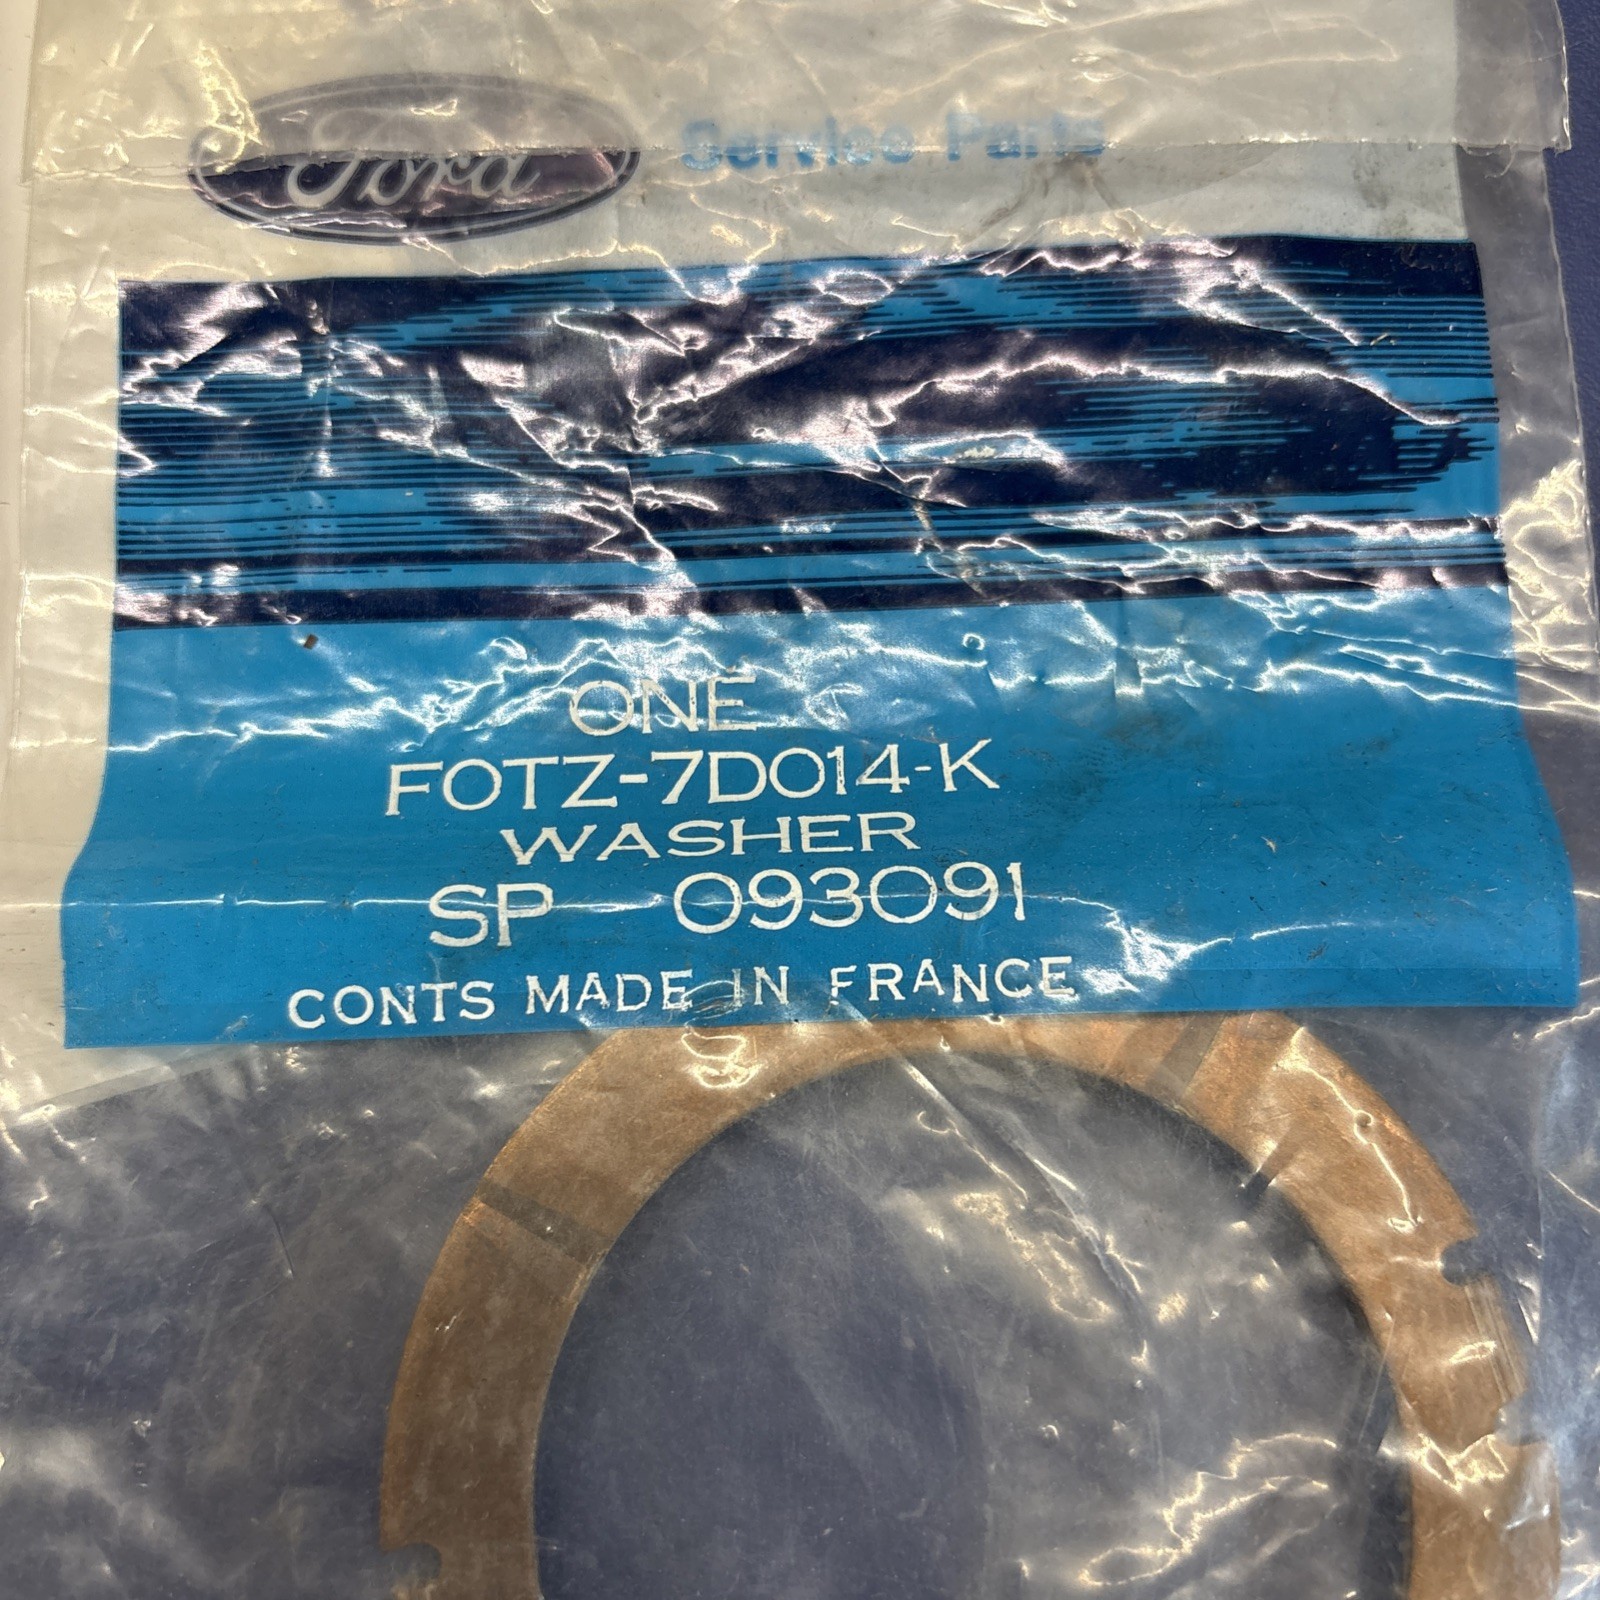 Ford Service Parts
ONE
FOTZ-7D014-K
WASHER
SP 093091
CONTS MADE IN FRANCE